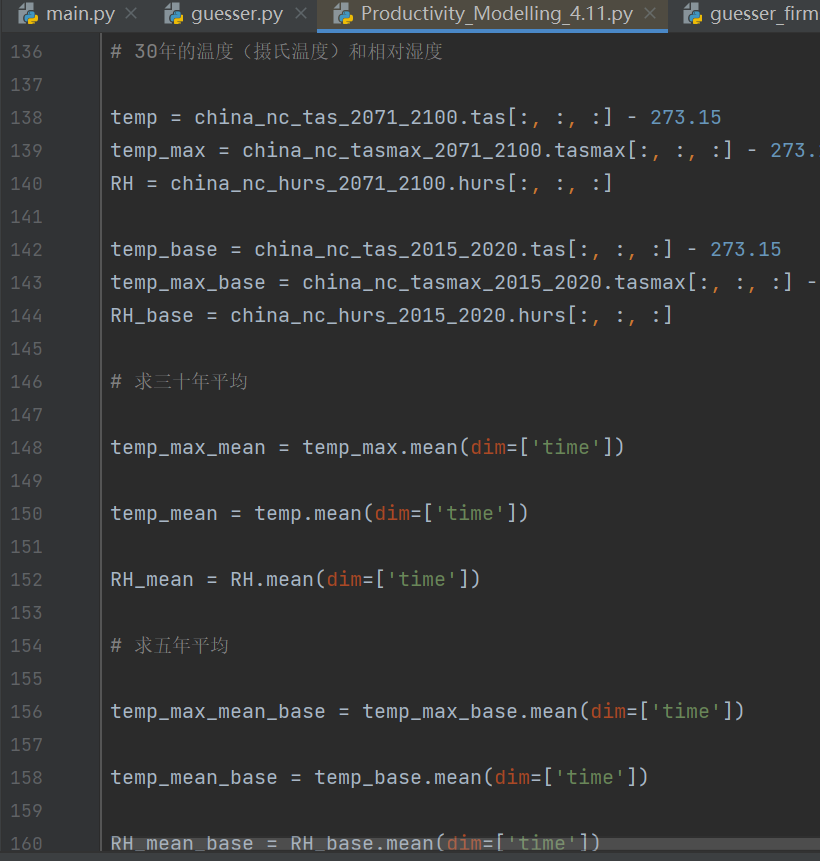 main.py guesser.py Productivity_Modelling_4.11.py guesser_firm
136 # 30年的温度（摄氏温度）和相对湿度
137
138 temp = china_nc_tas_2071_2100.tas[:, :, :] - 273.15
139 temp_max = china_nc_tasmax_2071_2100.tasmax[:, :, :] - 273.
140 RH = china_nc_hurs_2071_2100.hurs[:, :, :]
141
142 temp_base = china_nc_tas_2015_2020.tas[:, :, :] - 273.15
143 temp_max_base = china_nc_tasmax_2015_2020.tasmax[:, :, :] -
144 RH_base = china_nc_hurs_2015_2020.hurs[:, :, :]
145
146 # 求三十年平均
147
148 temp_max_mean = temp_max.mean(dim=['time'])
149
150 temp_mean = temp.mean(dim=['time'])
151
152 RH_mean = RH.mean(dim=['time'])
153
154 # 求五年平均
155
156 temp_max_mean_base = temp_max_base.mean(dim=['time'])
157
158 temp_mean_base = temp_base.mean(dim=['time'])
159
160 RH_mean_base = RH_base.mean(dim=['time'])